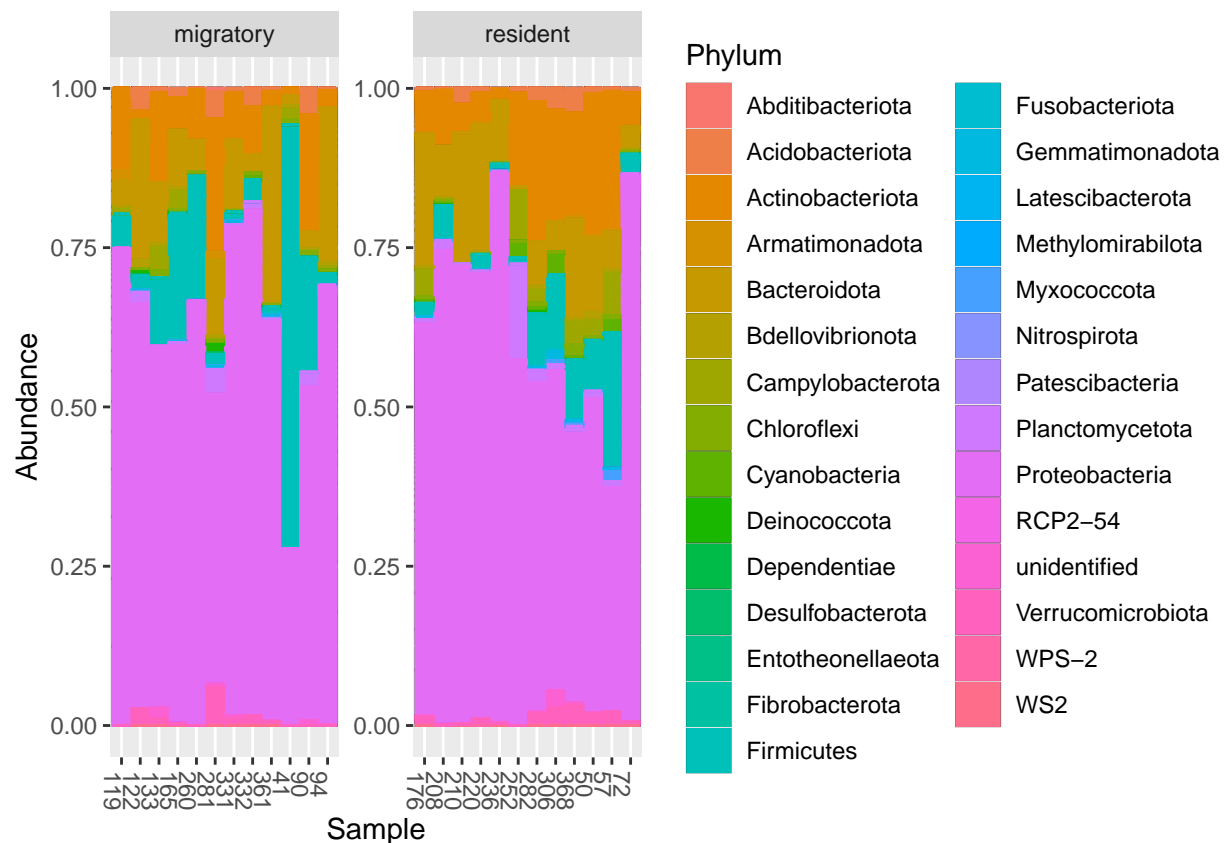 migratory
resident
Phylum
1.00
0.75
0.50
0.25
0.00
1.00
0.75
0.50
0.25
0.00
Abundance
119
122
133
165
260
281
331
332
361
41
90
94
176
208
210
220
236
252
282
306
368
50
57
72
Sample
Abditibacteriota
Acidobacteriota
Actinobacteriota
Armatimonadota
Bacteroidota
Bdellovibrionota
Campylobacterota
Chloroflexi
Cyanobacteria
Deinococcota
Dependentiae
Desulfobacterota
Entotheonellaeota
Fibrobacterota
Firmicutes
Fusobacteriota
Gemmatimonadota
Latescibacterota
Methylomirabilota
Myxococcota
Nitrospirota
Patescibacteria
Planctomycetota
Proteobacteria
RCP2−54
unidentified
Verrucomicrobiota
WPS−2
WS2